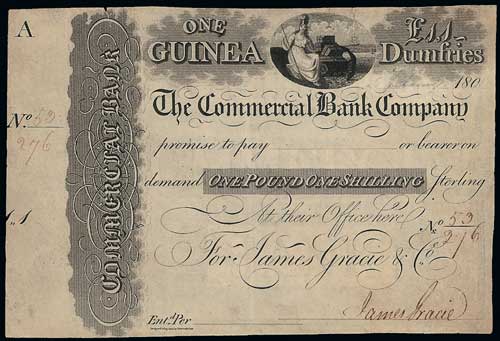 A
ONE
GUINEA
£1,,1
Dumfries
180
The Commercial Bank Company
No 53
276
promise to pay or bearer on
demand ONE POUND ONE SHILLING Sterling
£1,,1
At their Office here
No 53
276
For James Gracie & Co
James Gracie
Ent.d Per
COMMERCIAL BANK